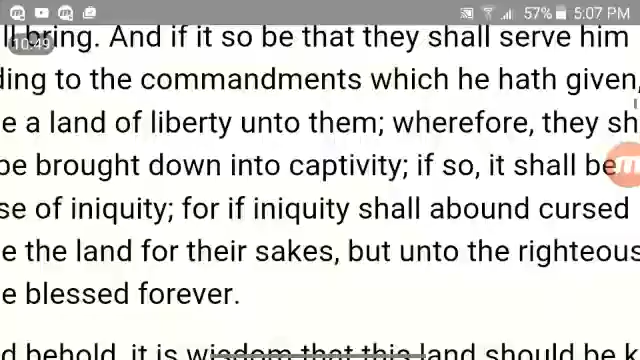 57% 5:07 PM
10:49
bring. And if it so be that they shall serve him
ding to the commandments which he hath given,
e a land of liberty unto them; wherefore, they sh
be brought down into captivity; if so, it shall be
se of iniquity; for if iniquity shall abound cursed
e the land for their sakes, but unto the righteous
e blessed forever.
d behold, it is wisdom that this land should be k